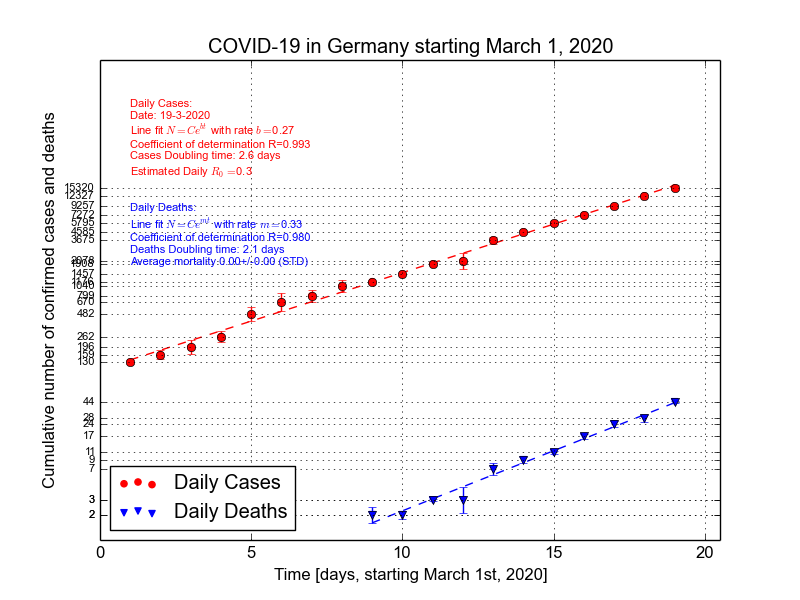 COVID-19 in Germany starting March 1, 2020
Cumulative number of confirmed cases and deaths
Daily Cases:
Date: 19-3-2020
Line fit N=Ce^{bt} with rate b=0.27
Coefficient of determination R=0.993
Cases Doubling time: 2.6 days
Estimated Daily R_0=0.3
Daily Deaths:
Line fit N=Ce^{mt} with rate m=0.33
Coefficient of determination R=0.980
Deaths Doubling time: 2.1 days
Average mortality:0.00+/-0.00 (STD)
15320
12327
9257
7272
5795
4585
3675
2078
1908
1457
1176
1040
799
670
482
262
196
159
130
44
28
24
17
11
9
7
3
2
Daily Cases
Daily Deaths
0 5 10 15 20
Time [days, starting March 1st, 2020]